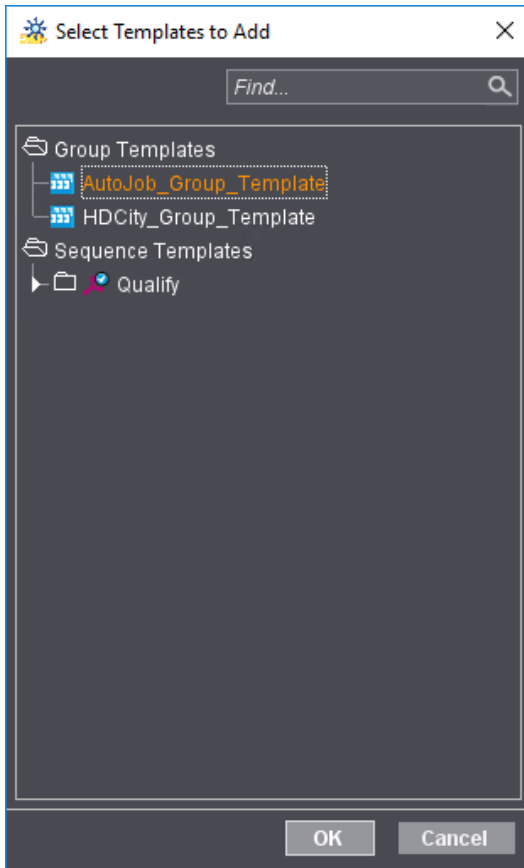 Select Templates to Add
Find...
Group Templates
AutoJob_Group_Template
HDCity_Group_Template
Sequence Templates
Qualify
OK Cancel